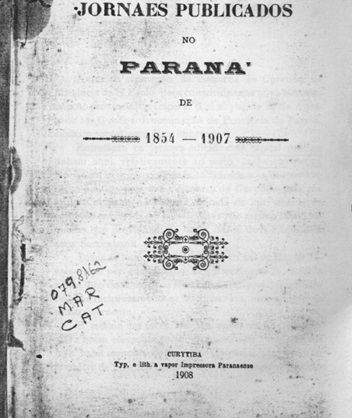 JORNAES PUBLICADOS
NO
PARANA'
DE
1854 — 1907
079.8162
MAR
CAT
CURYTIBA
Typ, e lith. a vapor Impressora Paranaense
1908